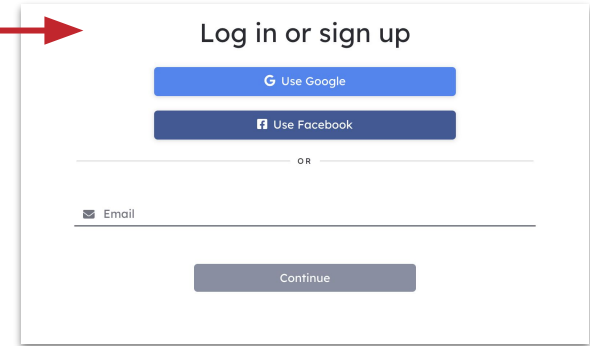 Log in or sign up
Use Google
Use Facebook
OR
Email
Continue